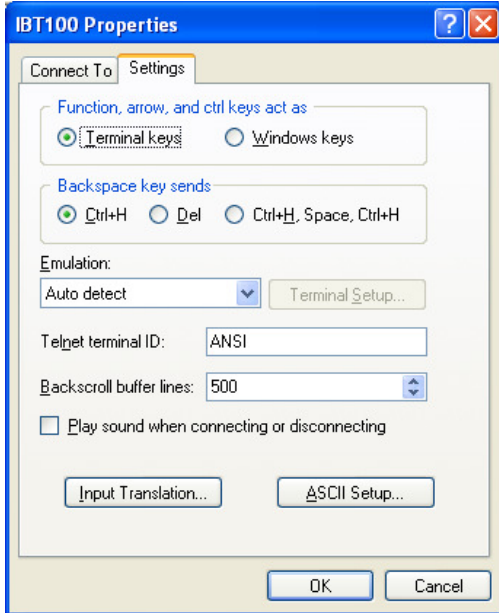 IBT100 Properties
Connect To Settings
Function, arrow, and ctrl keys act as
Terminal keys Windows keys
Backspace key sends
Ctrl+H Del Ctrl+H, Space, Ctrl+H
Emulation:
Auto detect Terminal Setup...
Telnet terminal ID: ANSI
Backscroll buffer lines: 500
Play sound when connecting or disconnecting
Input Translation... ASCII Setup...
OK Cancel